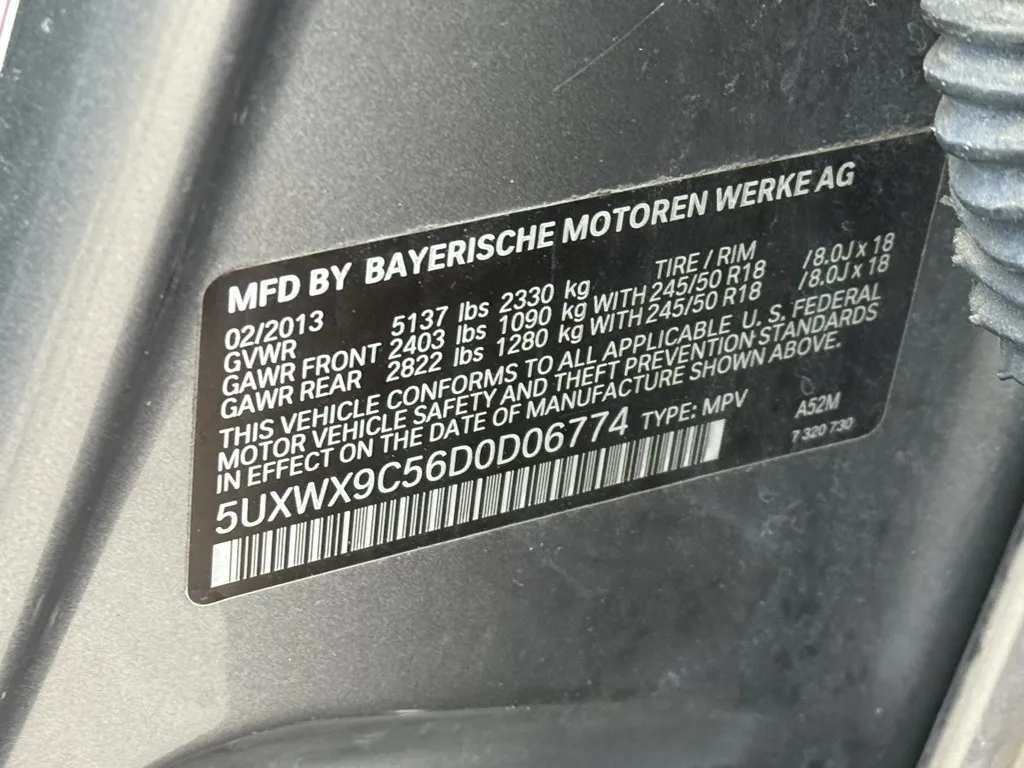 MFD BY BAYERISCHE MOTOREN WERKE AG
02/2013 TIRE / RIM
GVWR 5137 lbs 2330 kg
GAWR FRONT 2403 lbs 1090 kg WITH 245/50 R18 /8.0J x 18
GAWR REAR 2822 lbs 1280 kg WITH 245/50 R18 /8.0J x 18
THIS VEHICLE CONFORMS TO ALL APPLICABLE U. S. FEDERAL
MOTOR VEHICLE SAFETY AND THEFT PREVENTION STANDARDS
IN EFFECT ON THE DATE OF MANUFACTURE SHOWN ABOVE.
5UXWX9C56D0D06774 TYPE: MPV A52M
7 320 730